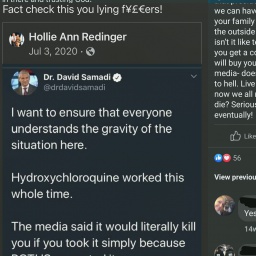 Fact check this you lying f¥£€ers!
Hollie Ann Redinger
Jul 3, 2020 ·
Dr. David Samadi
@drdavidsamadi
I want to ensure that everyone
understands the gravity of the
situation here.
Hydroxychloroquine worked this
whole time.
The media said it would literally kill
you if you took it simply because
we can have
your family
the outside
isn't it like t
you get a co
will buy you
media- doe
to hell. Live
now we all
die? Seriou
eventually!
Like
56
View previou
Yes
14w